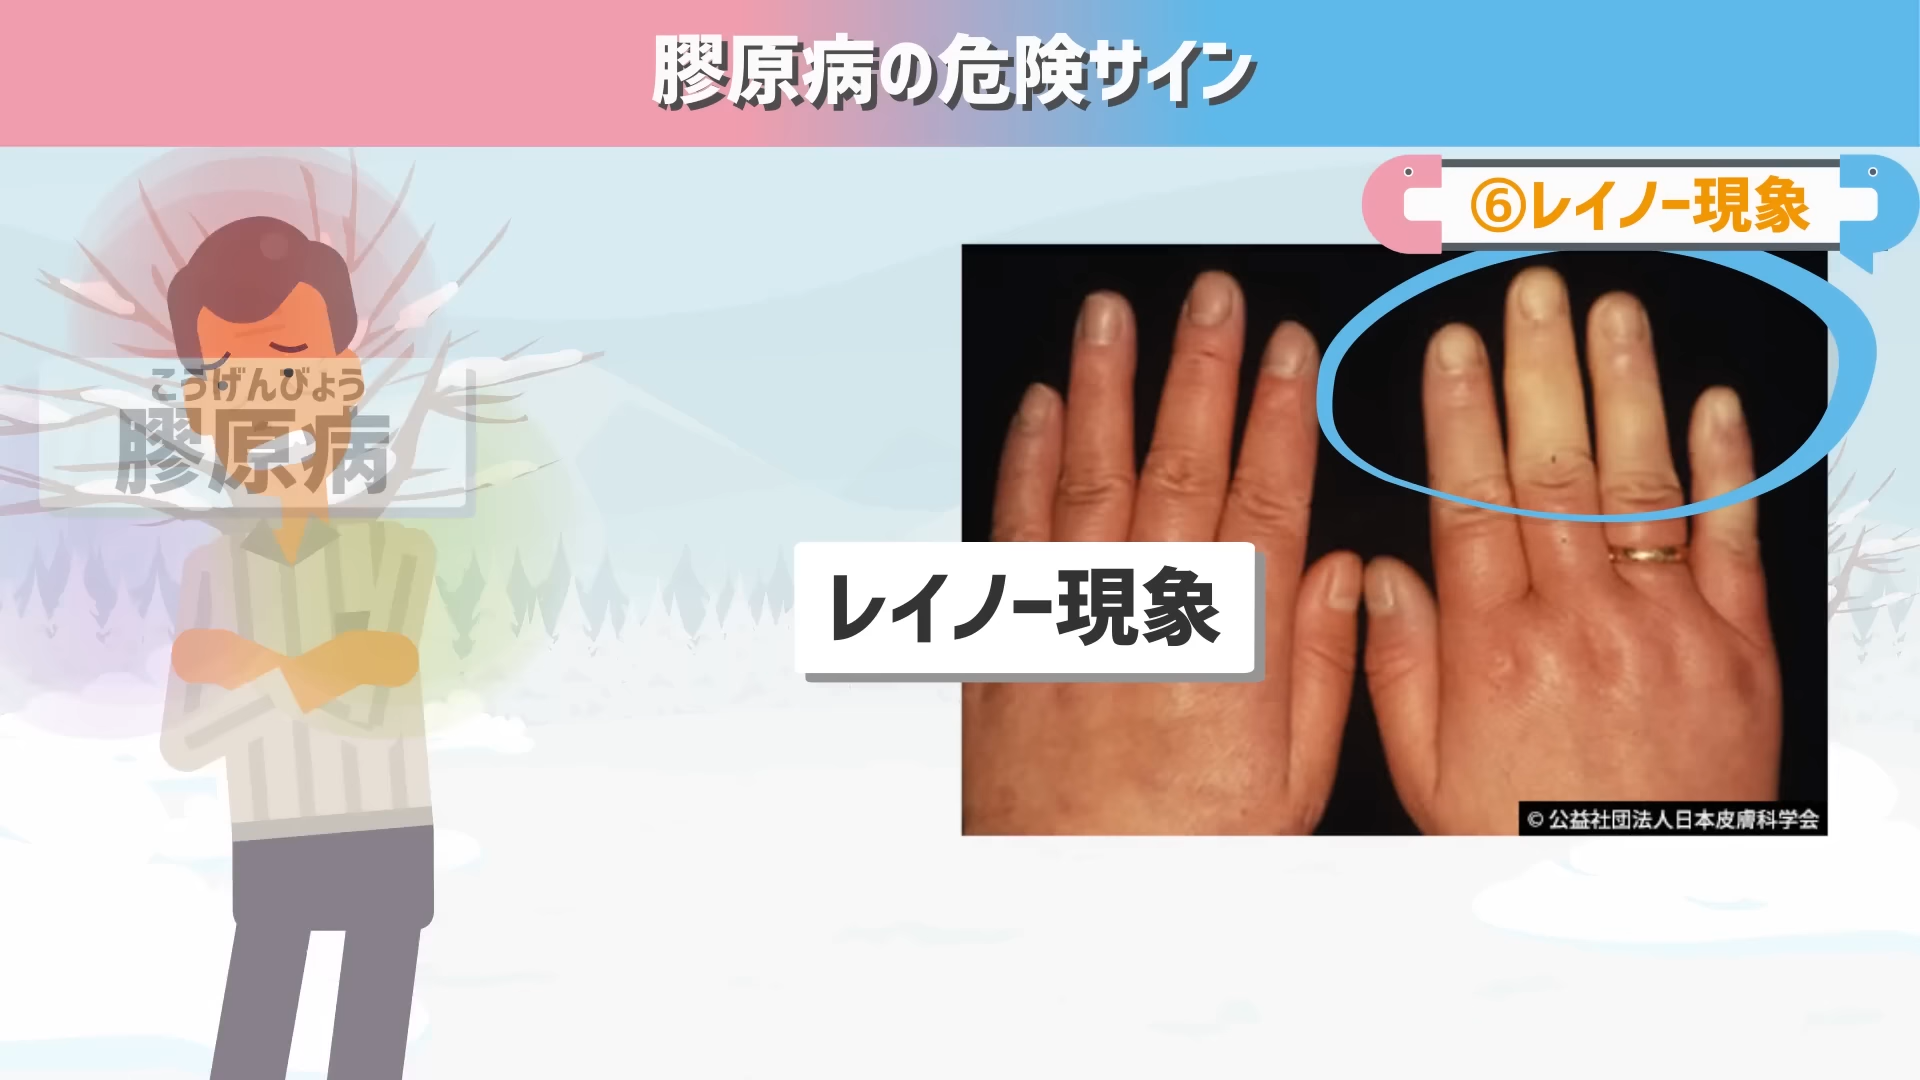 膠原病の危険サイン
⑥レイノー現象
こうげんびょう
膠原病
レイノー現象
© 公益社団法人日本皮膚科学会